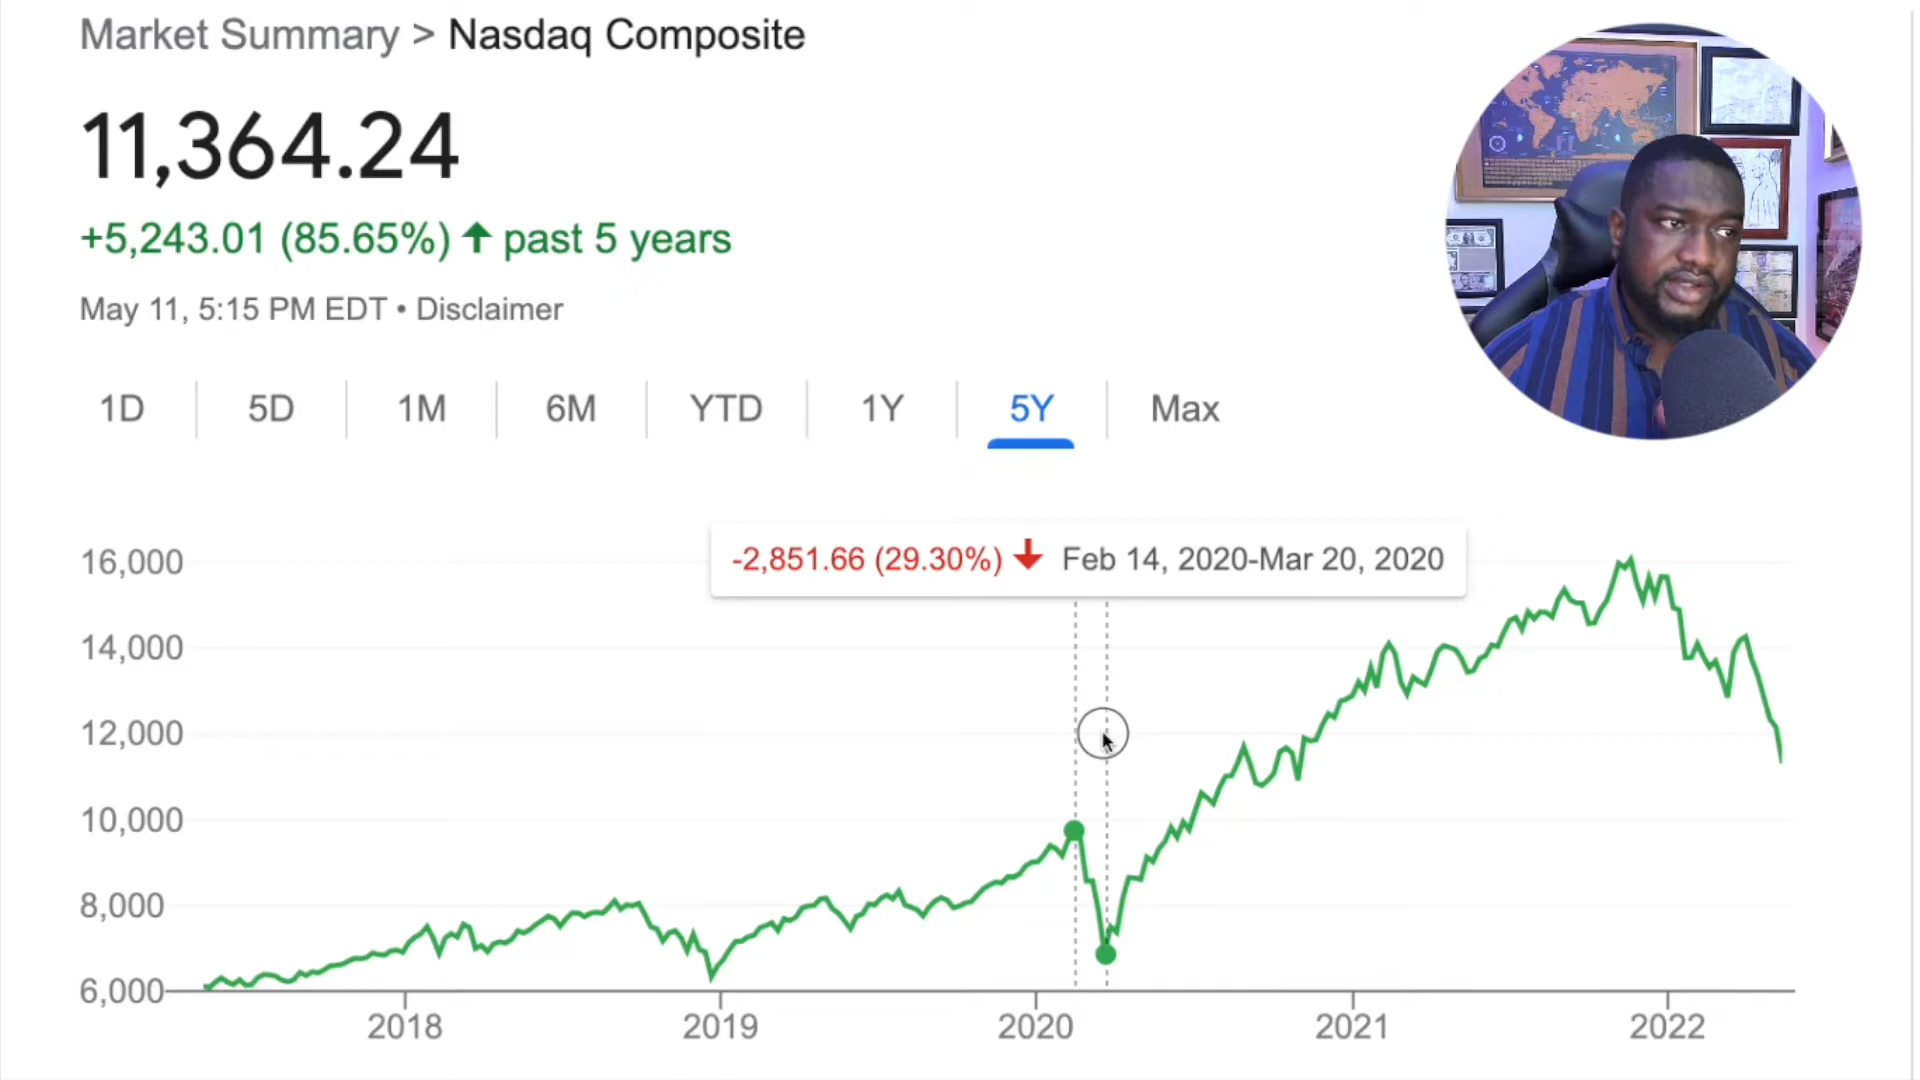 Market Summary > Nasdaq Composite
11,364.24
+5,243.01 (85.65%) ↑ past 5 years
May 11, 5:15 PM EDT • Disclaimer
1D 5D 1M 6M YTD 1Y 5Y Max
-2,851.66 (29.30%) ↓ Feb 14, 2020-Mar 20, 2020
16,000
14,000
12,000
10,000
8,000
6,000
2018 2019 2020 2021 2022